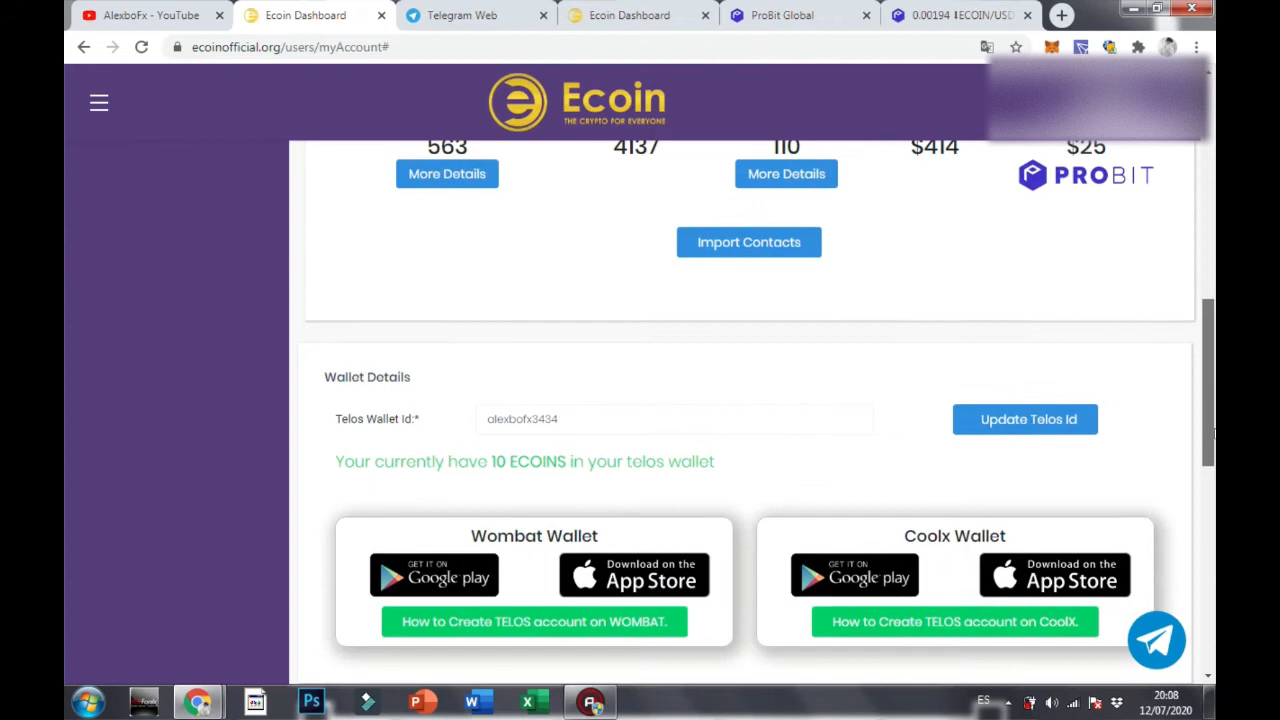 AlexboFx - YouTube
Ecoin Dashboard
Telegram Web
Ecoin Dashboard
ProBit Global
0.00194 ⬇ECOIN/USD
ecoinofficial.org/users/myAccount#
Ecoin
THE CRYPTO FOR EVERYONE
563
4137
110
$414
$25
More Details
More Details
PROBIT
Import Contacts
Wallet Details
Telos Wallet Id:*
alexbofx3434
Update Telos Id
Your currently have 10 ECOINS in your telos wallet
Wombat Wallet
GET IT ON
Google play
Download on the
App Store
How to Create TELOS account on WOMBAT.
Coolx Wallet
GET IT ON
Google play
Download on the
App Store
How to Create TELOS account on CoolX.
ES
20:08
12/07/2020